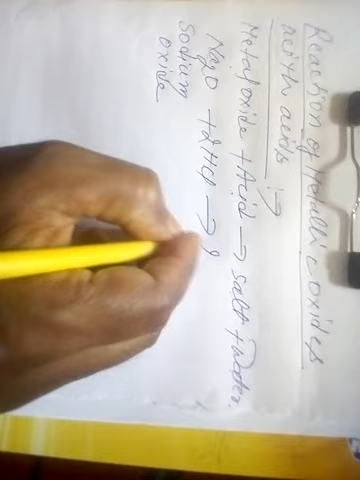 Reaction of Metallic oxides
with acids :→
Metal oxide + Acid → salt + Water.
Na2O + 2HCl →
Sodium
oxide